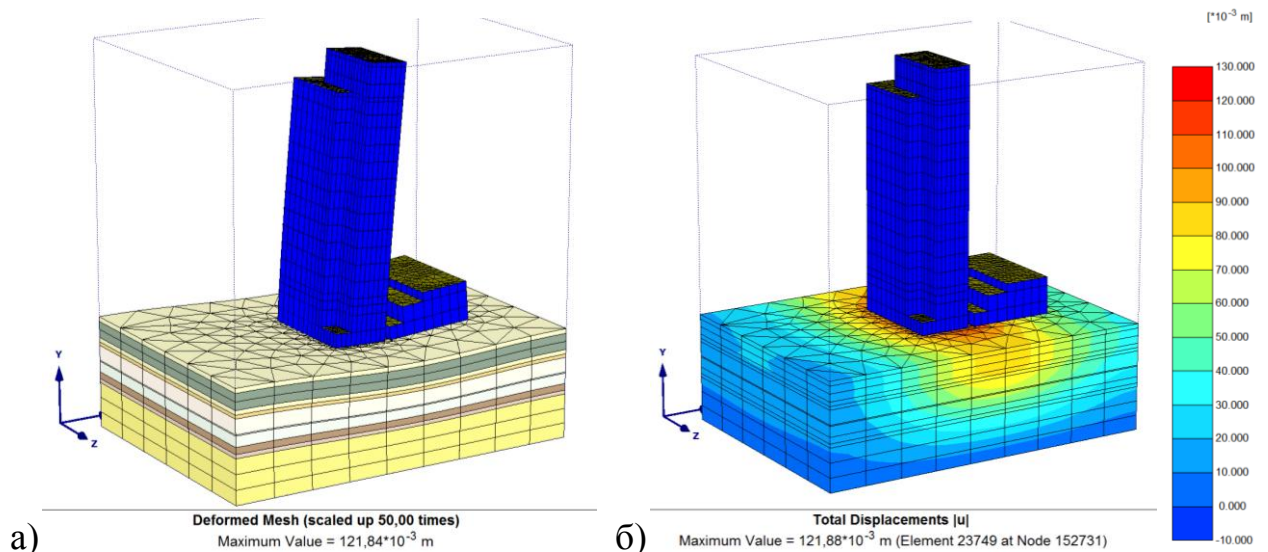 [*10⁻³ m]
130.000
120.000
110.000
100.000
90.000
80.000
70.000
60.000
50.000
40.000
30.000
20.000
10.000
0.000
-10.000
Y
Z
Y
Z
а)
Deformed Mesh (scaled up 50,00 times)
Maximum Value = 121,84*10⁻³ m
б)
Total Displacements |u|
Maximum Value = 121,88*10⁻³ m (Element 23749 at Node 152731)